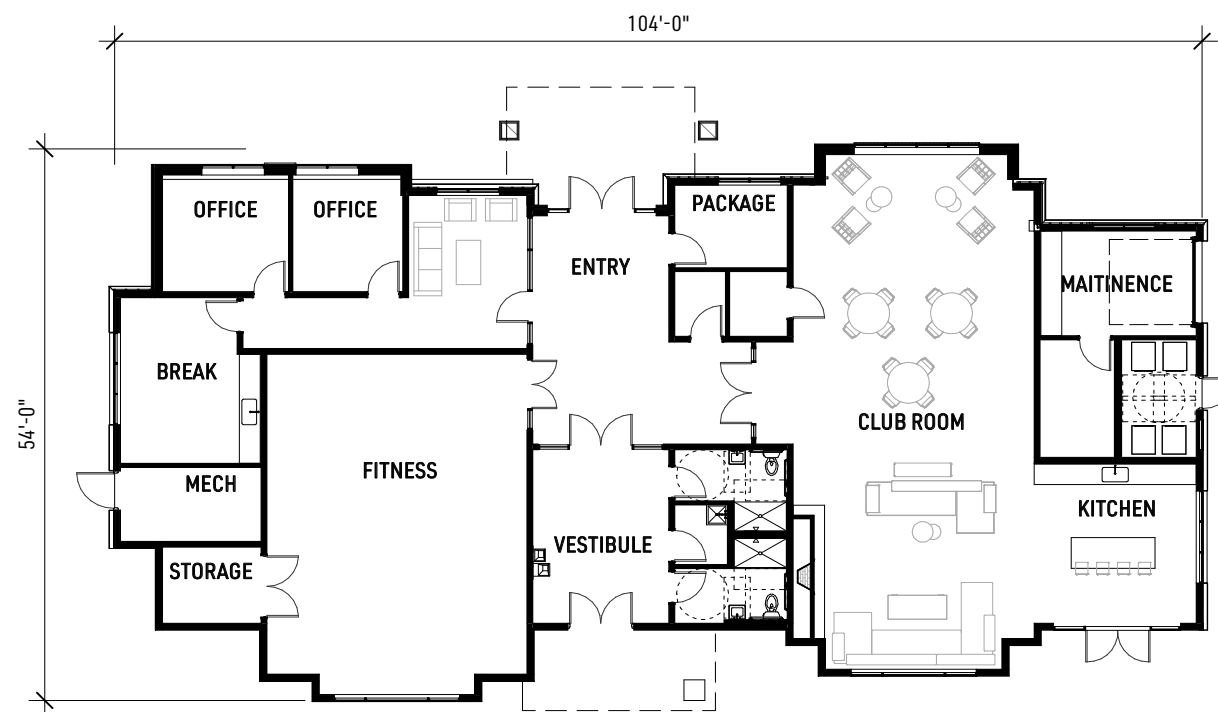 104'-0"
54'-0"
OFFICE
OFFICE
PACKAGE
ENTRY
MAITINENCE
BREAK
CLUB ROOM
FITNESS
MECH
KITCHEN
VESTIBULE
STORAGE